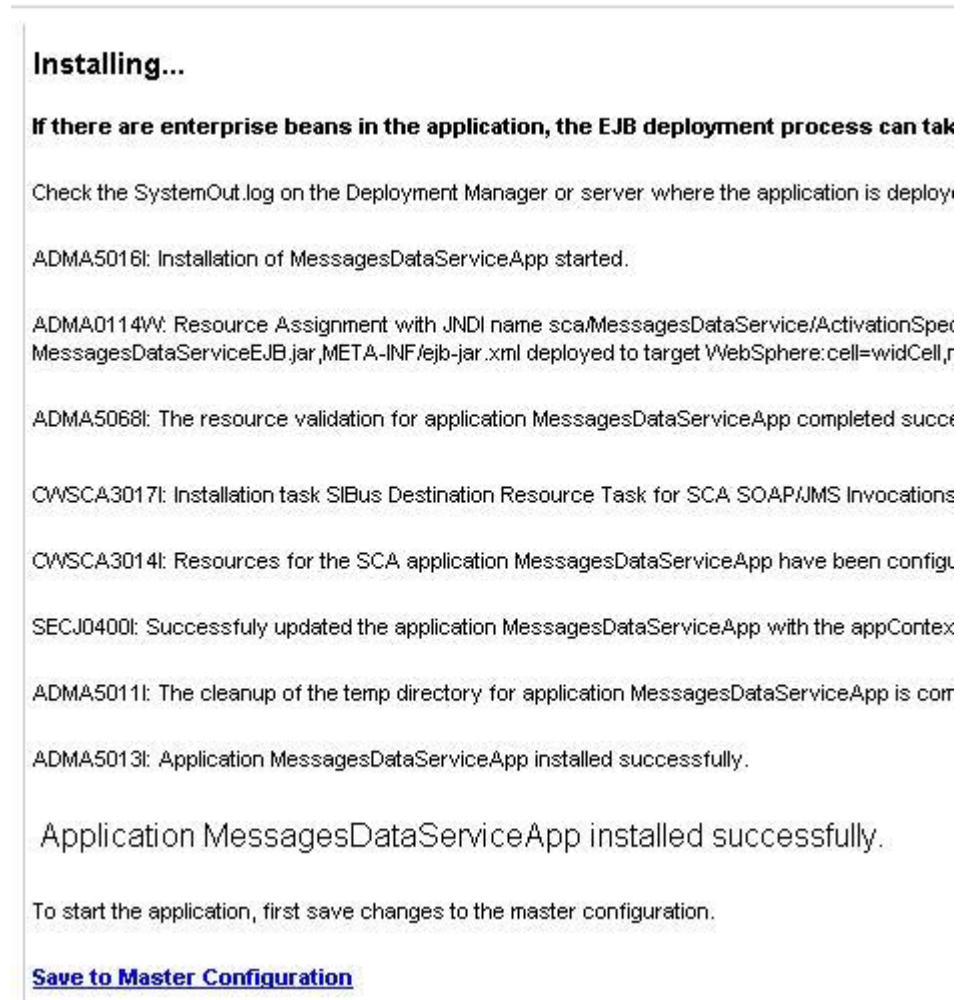 Installing...
If there are enterprise beans in the application, the EJB deployment process can tak
Check the SystemOut.log on the Deployment Manager or server where the application is deploye
ADMA5016I: Installation of MessagesDataServiceApp started.
ADMA0114W: Resource Assignment with JNDI name sca/MessagesDataService/ActivationSpec
MessagesDataServiceEJB.jar,META-INF/ejb-jar.xml deployed to target WebSphere:cell=widCell,n
ADMA5068I: The resource validation for application MessagesDataServiceApp completed succe
CWSCA3017I: Installation task SIBus Destination Resource Task for SCA SOAP/JMS Invocations
CWSCA3014I: Resources for the SCA application MessagesDataServiceApp have been configu
SECJ0400I: Successfuly updated the application MessagesDataServiceApp with the appContex
ADMA5011I: The cleanup of the temp directory for application MessagesDataServiceApp is com
ADMA5013I: Application MessagesDataServiceApp installed successfully.
Application MessagesDataServiceApp installed successfully.
To start the application, first save changes to the master configuration.
Save to Master Configuration